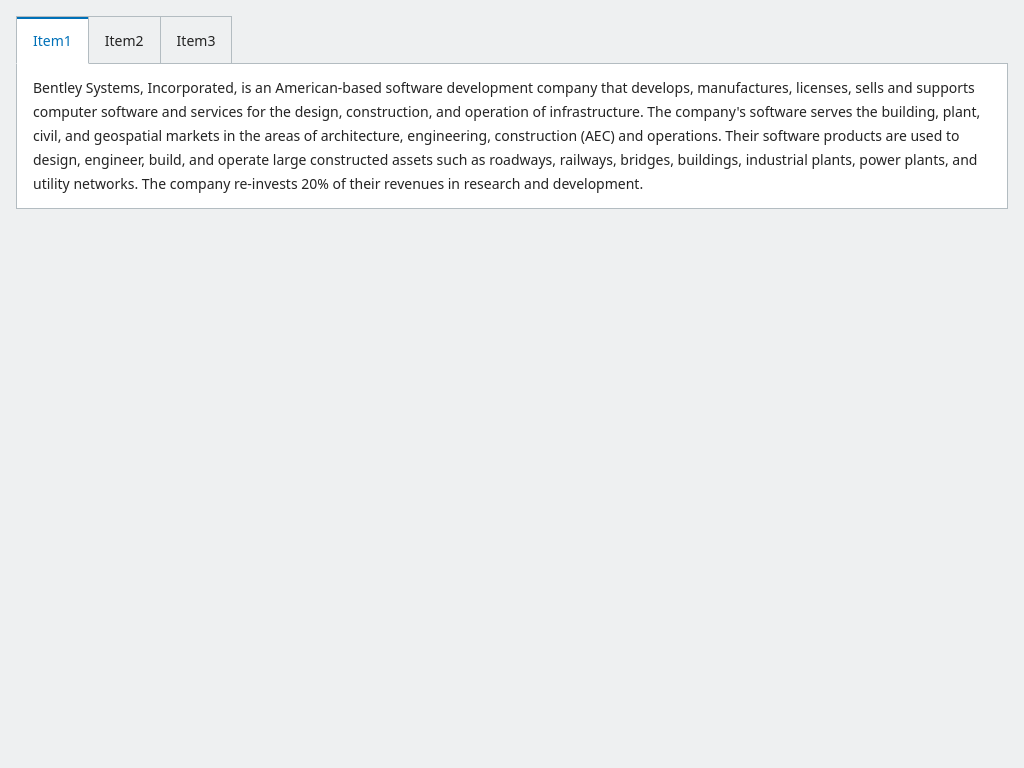 Item1 Item2 Item3
Bentley Systems, Incorporated, is an American-based software development company that develops, manufactures, licenses, sells and supports
computer software and services for the design, construction, and operation of infrastructure. The company's software serves the building, plant,
civil, and geospatial markets in the areas of architecture, engineering, construction (AEC) and operations. Their software products are used to
design, engineer, build, and operate large constructed assets such as roadways, railways, bridges, buildings, industrial plants, power plants, and
utility networks. The company re-invests 20% of their revenues in research and development.